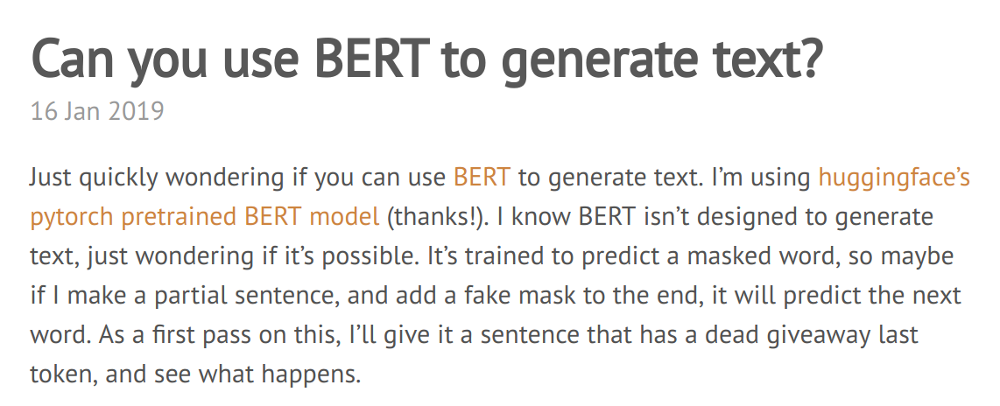 Can you use BERT to generate text?
16 Jan 2019
Just quickly wondering if you can use BERT to generate text. I’m using huggingface’s
pytorch pretrained BERT model (thanks!). I know BERT isn’t designed to generate
text, just wondering if it’s possible. It’s trained to predict a masked word, so maybe
if I make a partial sentence, and add a fake mask to the end, it will predict the next
word. As a first pass on this, I’ll give it a sentence that has a dead giveaway last
token, and see what happens.